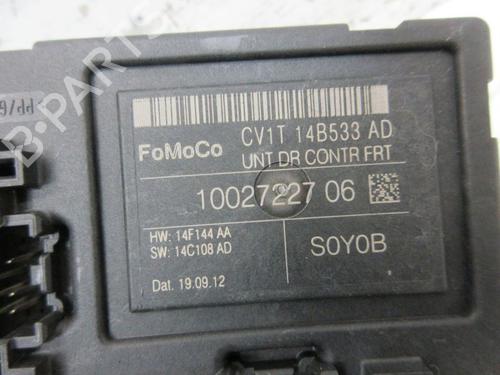 FoMoCo CV1T 14B533 AD
UNT DR CONTR FRT
10027227 06
HW: 14F144 AA
SW: 14C108 AD
S0Y0B
Dat. 19.09.12